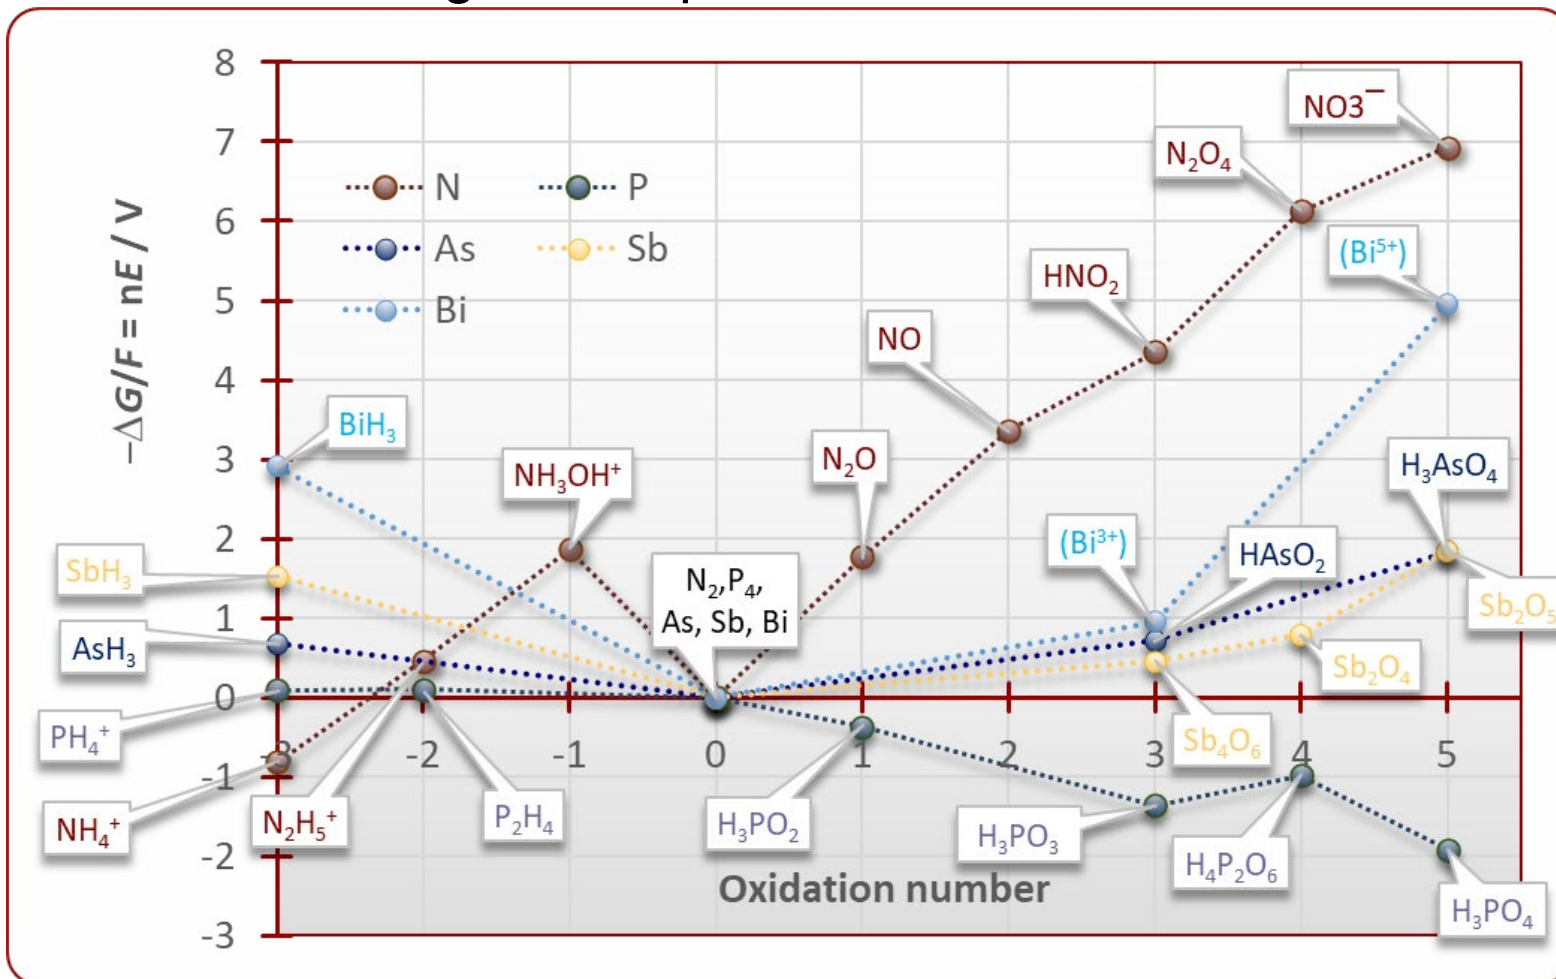 8
7
6
5
4
3
2
1
0
-1
-2
-3
−ΔG/F = nE / V
N
P
As
Sb
Bi
NO3⁻
N₂O₄
(Bi⁵⁺)
HNO₂
NO
BiH₃
NH₃OH⁺
N₂O
H₃AsO₄
(Bi³⁺)
HAsO₂
SbH₃
N₂,P₄,
As, Sb, Bi
Sb₂O₅
AsH₃
Sb₂O₄
PH₄⁺
Sb₄O₆
-3 -2 -1 0 1 2 3 4 5
NH₄⁺
N₂H₅⁺
P₂H₄
H₃PO₂
H₃PO₃
H₄P₂O₆
H₃PO₄
Oxidation number